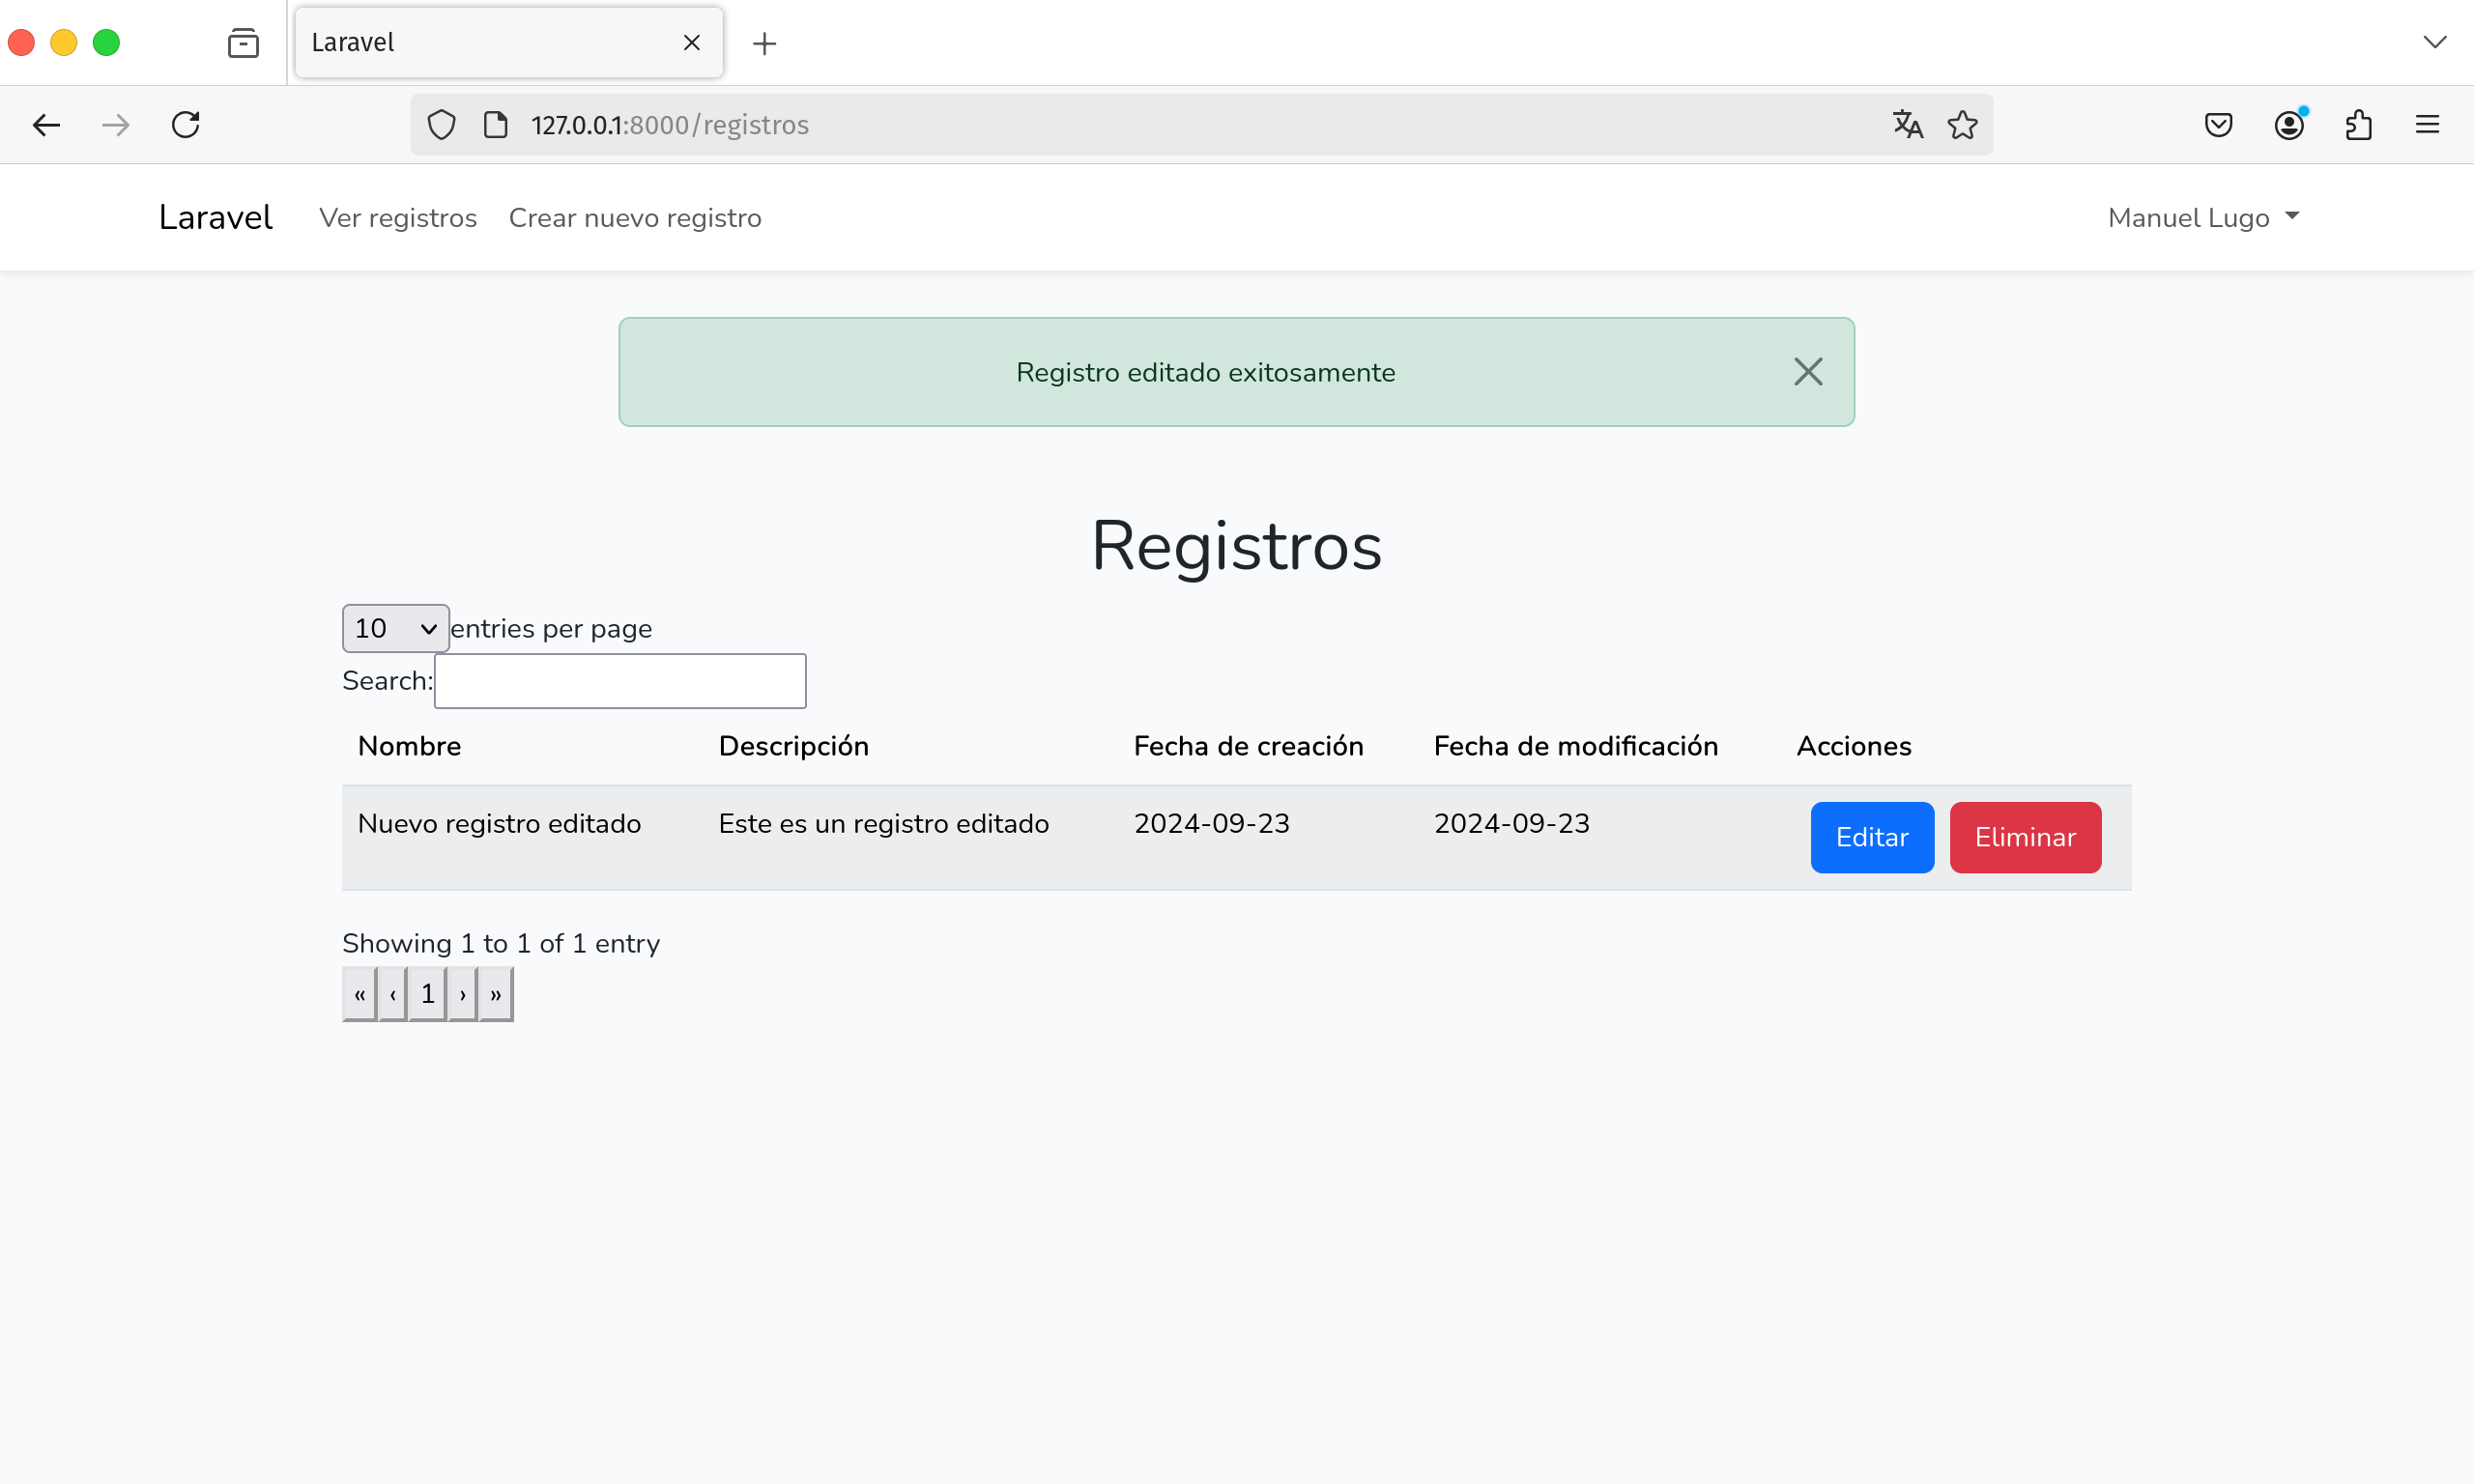 Laravel
127.0.0.1:8000/registros
Laravel Ver registros Crear nuevo registro Manuel Lugo
Registro editado exitosamente
Registros
10 entries per page
Search:
Nombre Descripción Fecha de creación Fecha de modificación Acciones
Nuevo registro editado Este es un registro editado 2024-09-23 2024-09-23 Editar Eliminar
Showing 1 to 1 of 1 entry
« ‹ 1 › »